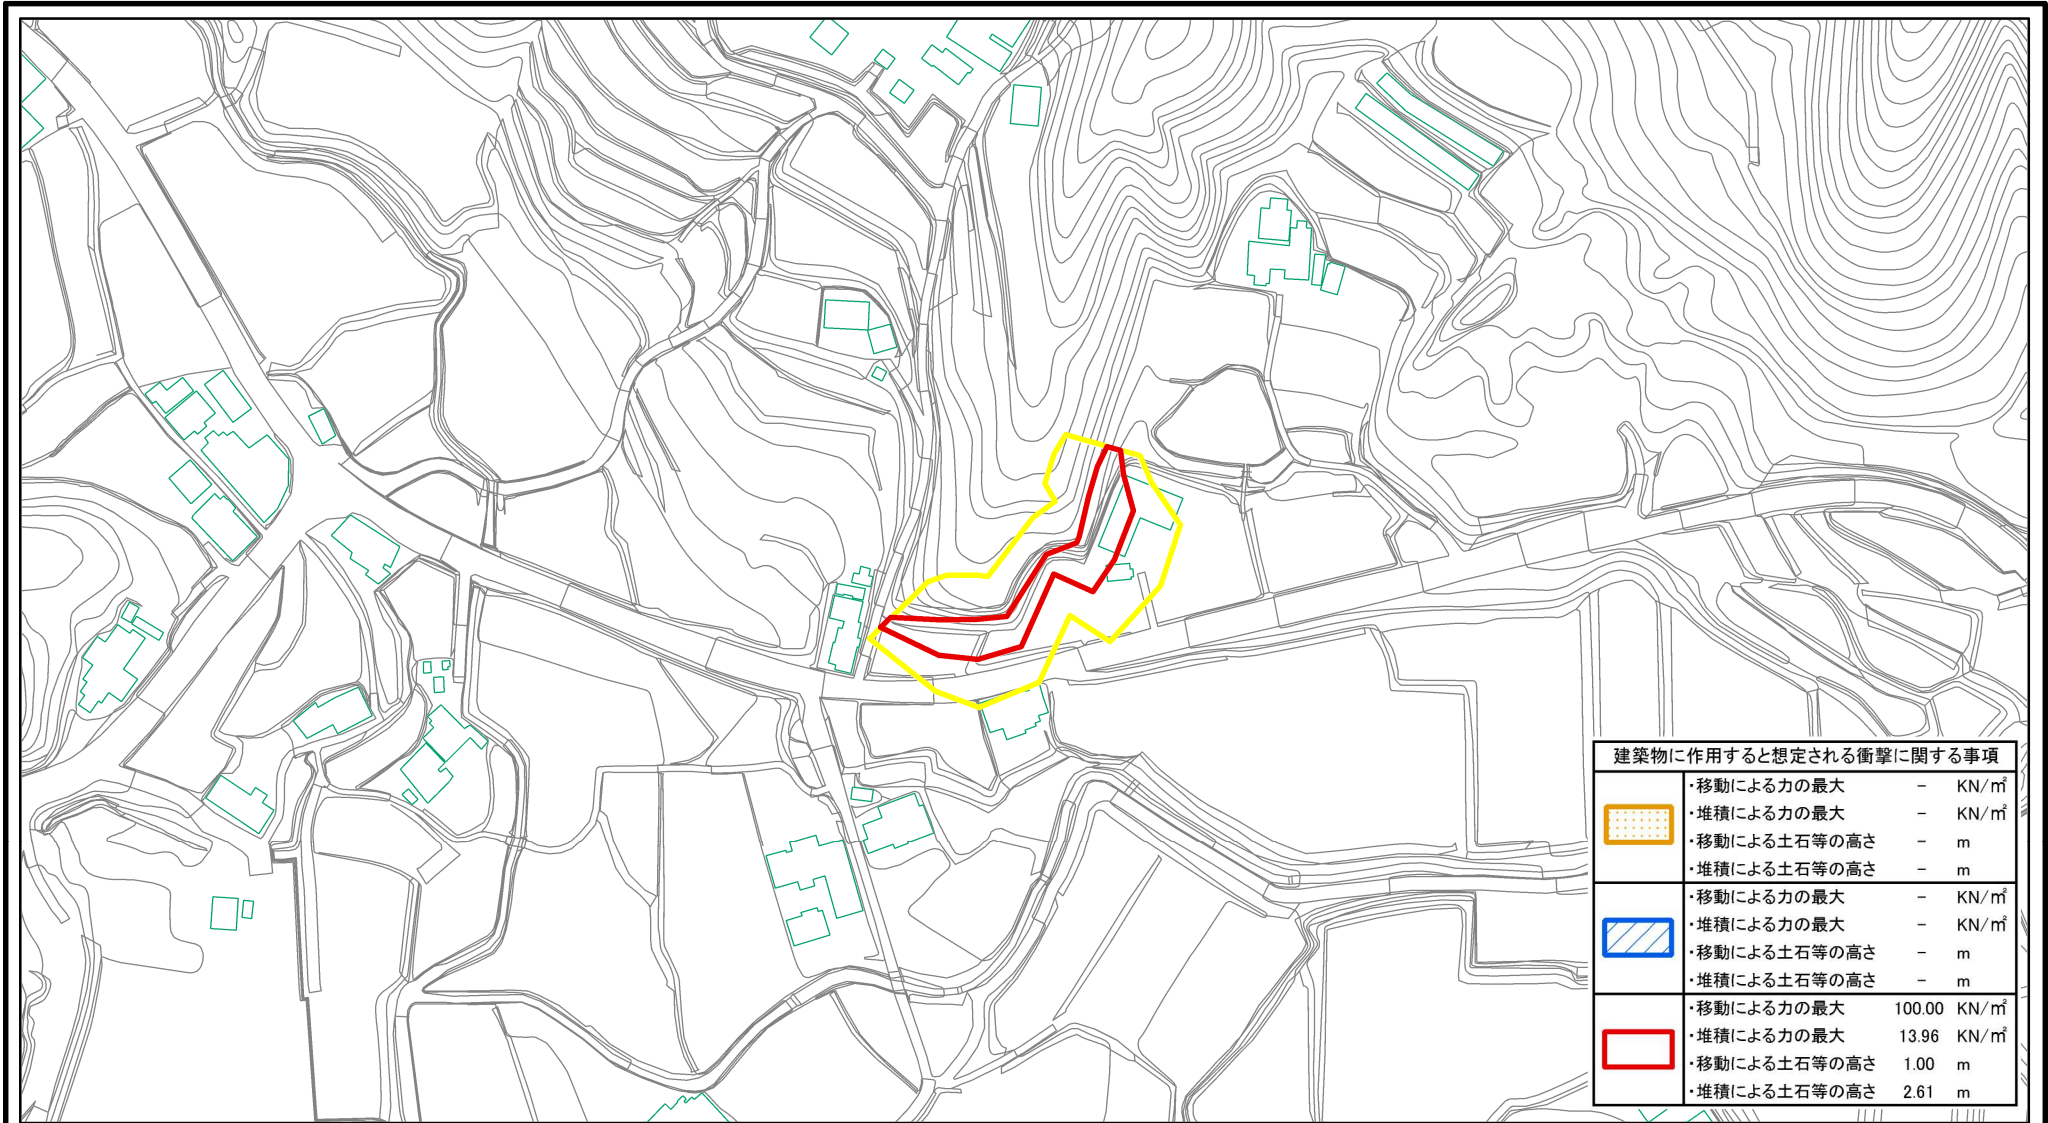 建築物に作用すると想定される衝撃に関する事項
・移動による力の最大 － KN/㎡
・堆積による力の最大 － KN/㎡
・移動による土石等の高さ － m
・堆積による土石等の高さ － m
・移動による力の最大 － KN/㎡
・堆積による力の最大 － KN/㎡
・移動による土石等の高さ － m
・堆積による土石等の高さ － m
・移動による力の最大 100.00 KN/㎡
・堆積による力の最大 13.96 KN/㎡
・移動による土石等の高さ 1.00 m
・堆積による土石等の高さ 2.61 m